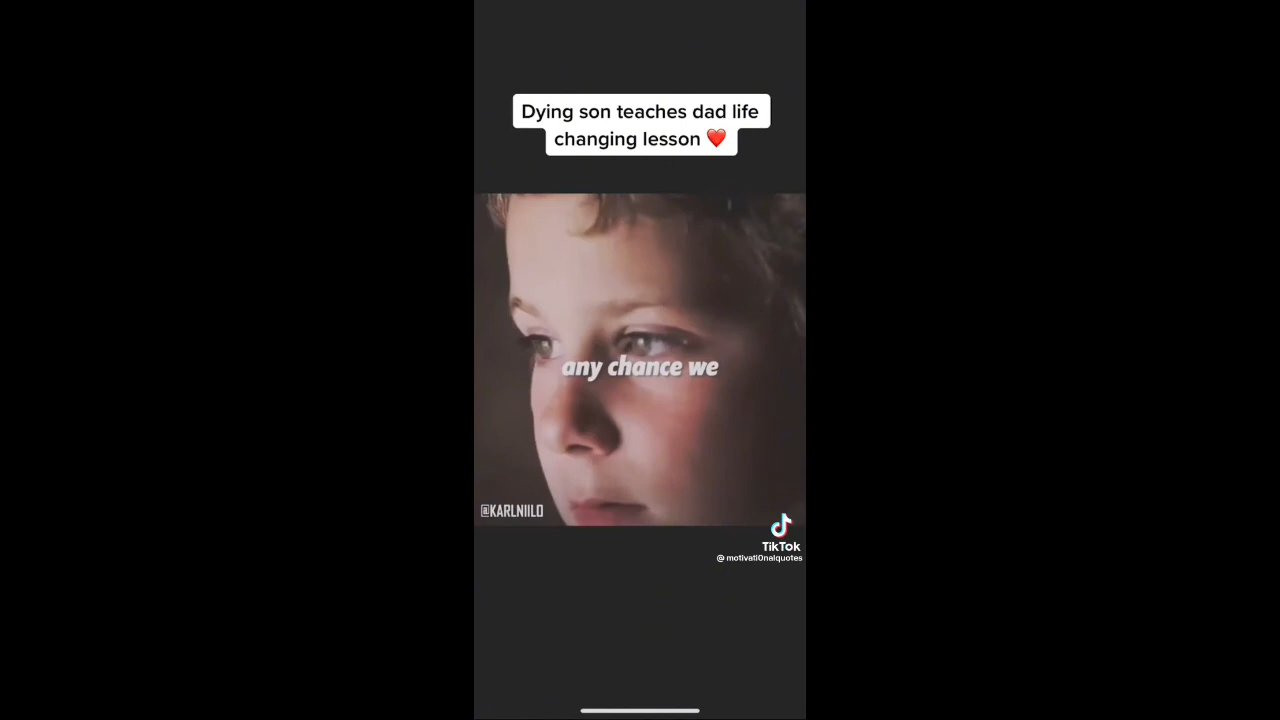 Dying son teaches dad life
changing lesson ❤️
any chance we
@KARLNIILO
TikTok
@ motivati0nalquotes